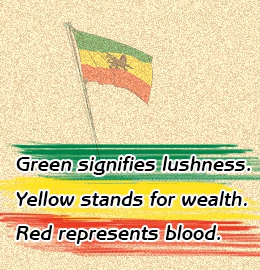 Green signifies lushness.
Yellow stands for wealth.
Red represents blood.